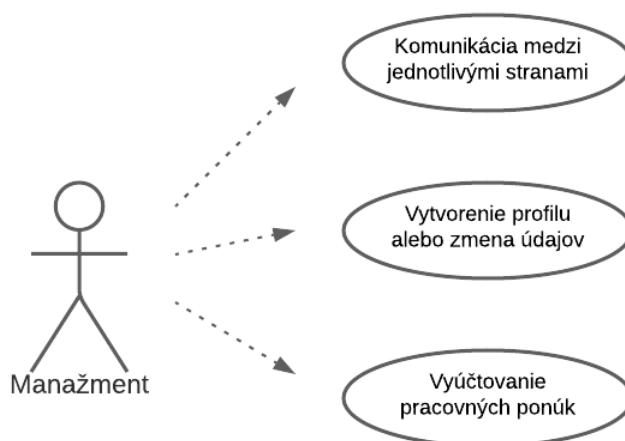 Komunikácia medzi
jednotlivými stranami
Vytvorenie profilu
alebo zmena údajov
Manažment
Vyúčtovanie
pracovných ponúk